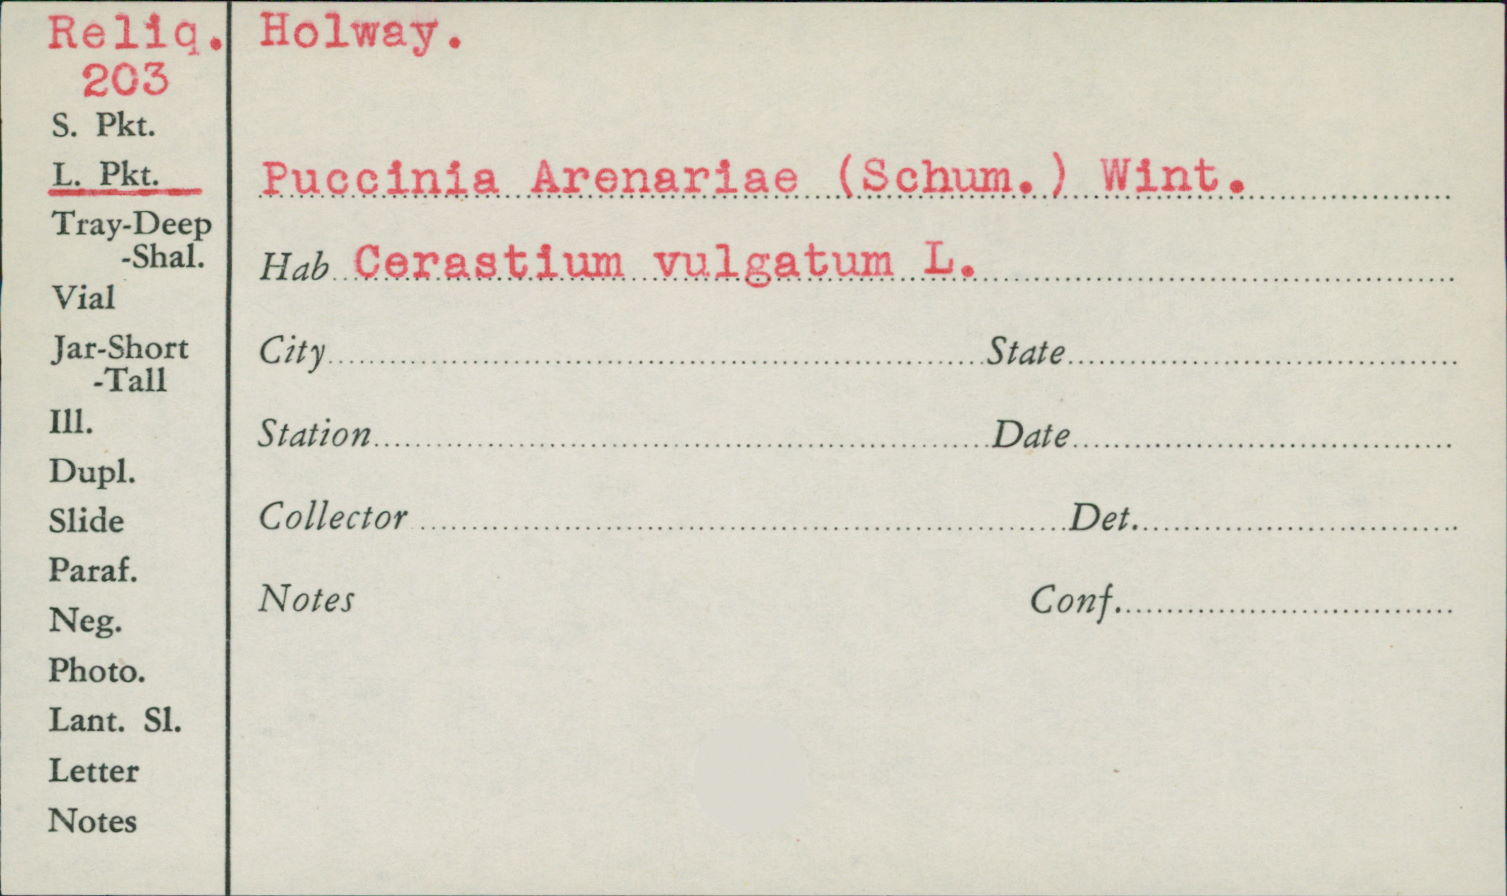 Reliq. Holway.
203
S. Pkt.
L. Pkt.
Puccinia Arenariae (Schum.) Wint.
Tray-Deep
-Shal.
Hab Cerastium vulgatum L.
Vial
Jar-Short
-Tall
City State
Ill.
Station Date
Dupl.
Slide
Collector Det.
Paraf.
Neg.
Notes Conf.
Photo.
Lant. Sl.
Letter
Notes